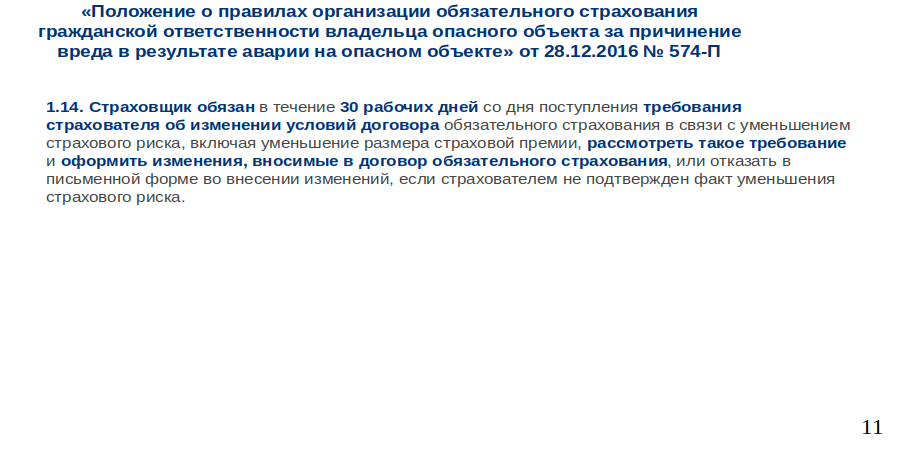 «Положение о правилах организации обязательного страхования
гражданской ответственности владельца опасного объекта за причинение
вреда в результате аварии на опасном объекте» от 28.12.2016 № 574-П
1.14. Страховщик обязан в течение 30 рабочих дней со дня поступления требования
страхователя об изменении условий договора обязательного страхования в связи с уменьшением
страхового риска, включая уменьшение размера страховой премии, рассмотреть такое требование
и оформить изменения, вносимые в договор обязательного страхования, или отказать в
письменной форме во внесении изменений, если страхователем не подтвержден факт уменьшения
страхового риска.
11